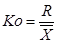 Ko = R / X̿